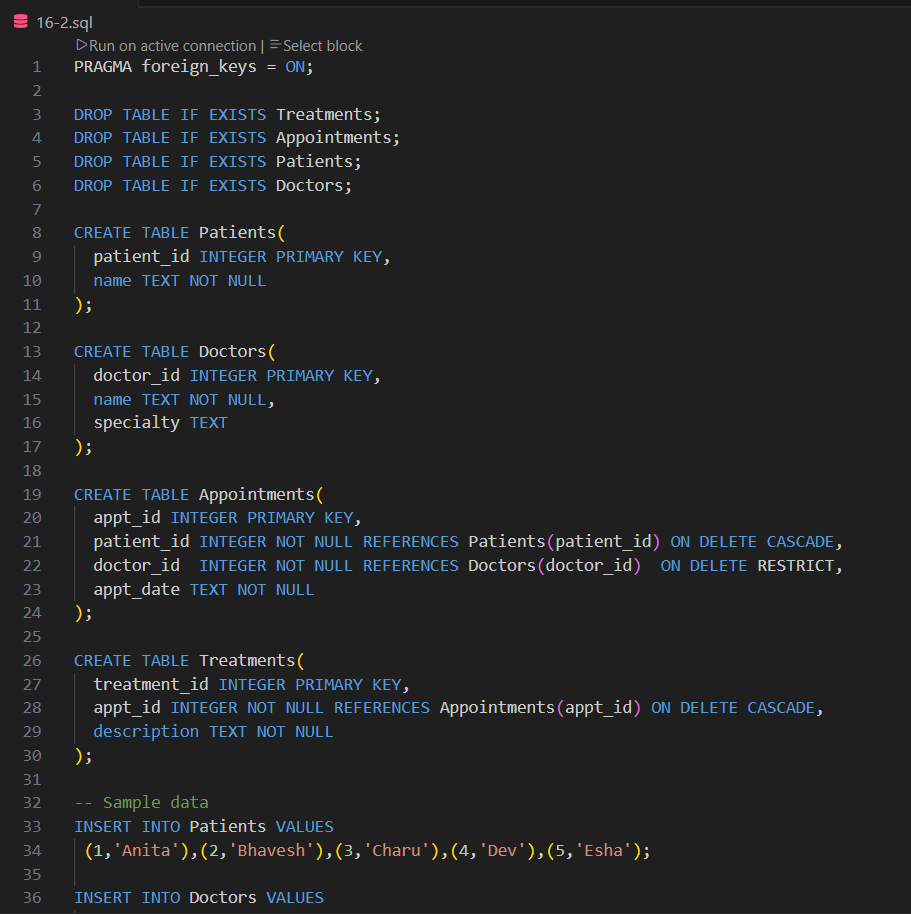 16-2.sql
Run on active connection | Select block
1 PRAGMA foreign_keys = ON;
2
3 DROP TABLE IF EXISTS Treatments;
4 DROP TABLE IF EXISTS Appointments;
5 DROP TABLE IF EXISTS Patients;
6 DROP TABLE IF EXISTS Doctors;
7
8 CREATE TABLE Patients(
9   patient_id INTEGER PRIMARY KEY,
10   name TEXT NOT NULL
11 );
12
13 CREATE TABLE Doctors(
14   doctor_id INTEGER PRIMARY KEY,
15   name TEXT NOT NULL,
16   specialty TEXT
17 );
18
19 CREATE TABLE Appointments(
20   appt_id INTEGER PRIMARY KEY,
21   patient_id INTEGER NOT NULL REFERENCES Patients(patient_id) ON DELETE CASCADE,
22   doctor_id  INTEGER NOT NULL REFERENCES Doctors(doctor_id)  ON DELETE RESTRICT,
23   appt_date TEXT NOT NULL
24 );
25
26 CREATE TABLE Treatments(
27   treatment_id INTEGER PRIMARY KEY,
28   appt_id INTEGER NOT NULL REFERENCES Appointments(appt_id) ON DELETE CASCADE,
29   description TEXT NOT NULL
30 );
31
32 -- Sample data
33 INSERT INTO Patients VALUES
34  (1,'Anita'),(2,'Bhavesh'),(3,'Charu'),(4,'Dev'),(5,'Esha');
35
36 INSERT INTO Doctors VALUES